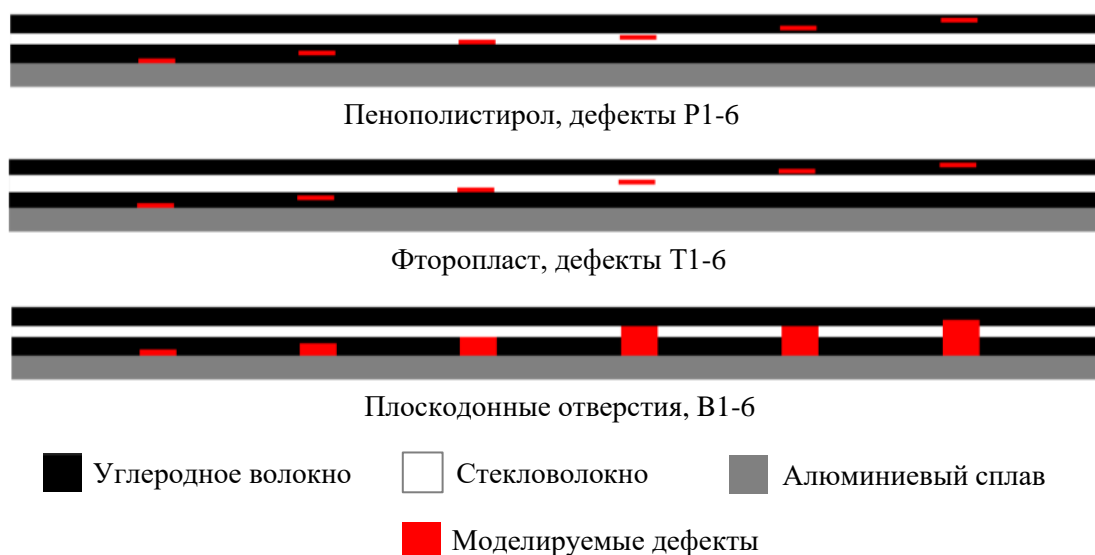 Пенополистирол, дефекты P1-6
Фторопласт, дефекты T1-6
Плоскодонные отверстия, B1-6
Углеродное волокно
Стекловолокно
Алюминиевый сплав
Моделируемые дефекты